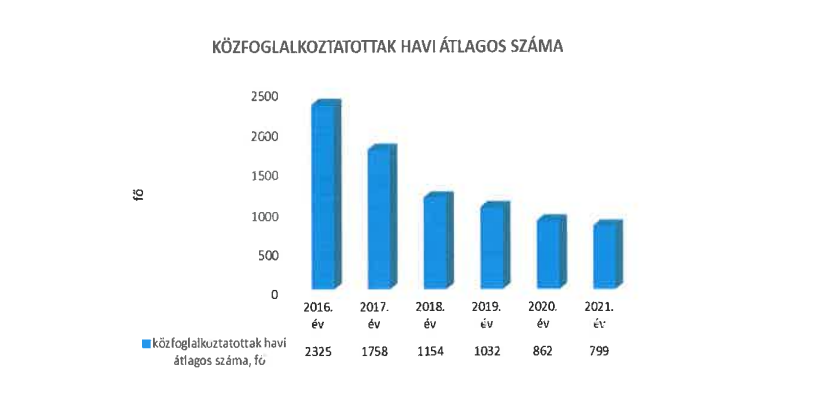 KÖZFOGLALKOZTATOTTAK HAVI ÁTLAGOS SZÁMA
2500
2000
1500
1000
500
0
fő
2016. év
2017. év
2018. év
2019. év
2020. év
2021. év
közfoglalkoztatottak havi
átlagos száma, fő
2325 1758 1154 1032 862 799